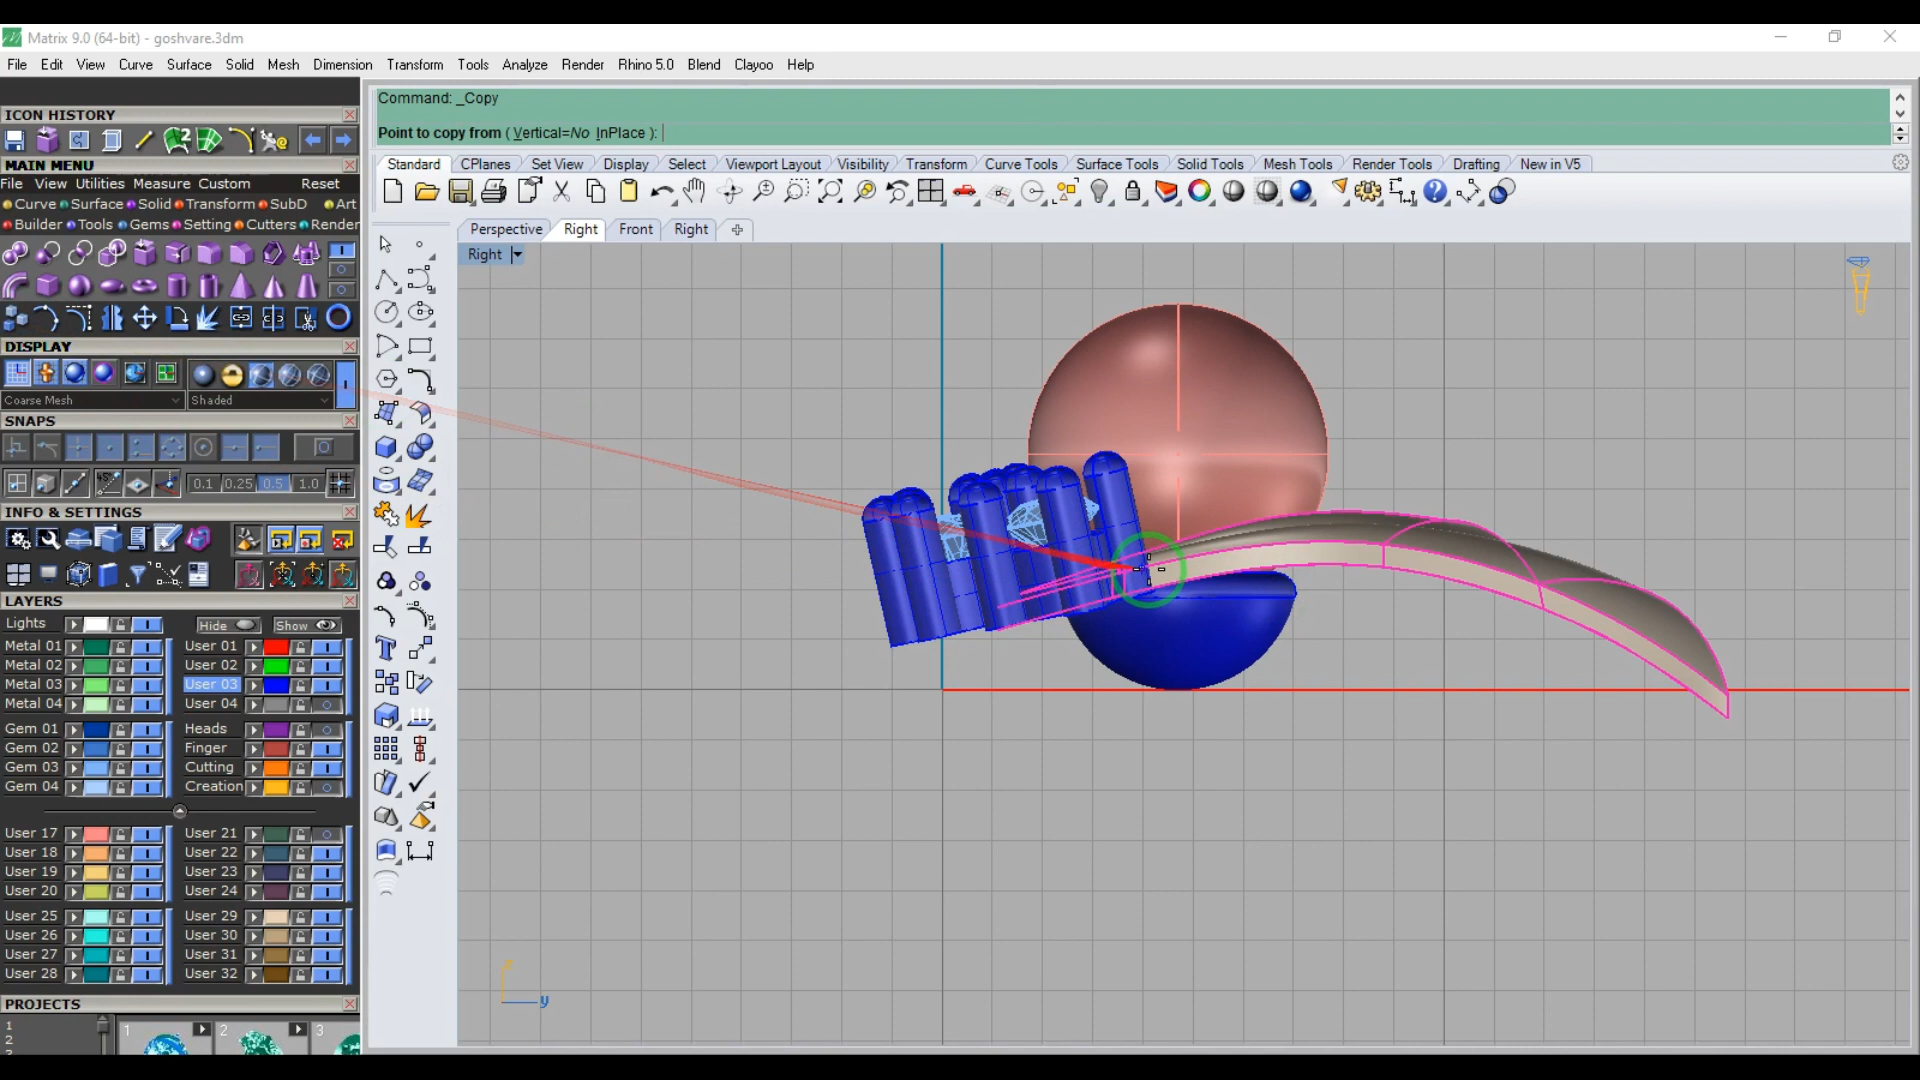 Matrix 9.0 (64-bit) - goshvare.3dm
File Edit View Curve Surface Solid Mesh Dimension Transform Tools Analyze Render Rhino 5.0 Blend Clayoo Help
ICON HISTORY
Command: _Copy
Point to copy from ( Vertical=No InPlace ):
MAIN MENU
File View Utilities Measure Custom Reset
Curve Surface Solid Transform SubD Art
Builder Tools Gems Setting Cutters Render
Standard CPlanes Set View Display Select Viewport Layout Visibility Transform Curve Tools Surface Tools Solid Tools Mesh Tools Render Tools Drafting New in V5
Perspective Right Front Right
Right
DISPLAY
Coarse Mesh Shaded
SNAPS
45°
0.1 0.25 0.5 1.0
INFO & SETTINGS
LAYERS
Lights Hide Show
Metal 01 User 01
Metal 02 User 02
Metal 03 User 03
Metal 04 User 04
Gem 01 Heads
Gem 02 Finger
Gem 03 Cutting
Gem 04 Creation
User 17 User 21
User 18 User 22
User 19 User 23
User 20 User 24
User 25 User 29
User 26 User 30
User 27 User 31
User 28 User 32
y
PROJECTS
1
2
1 2 3